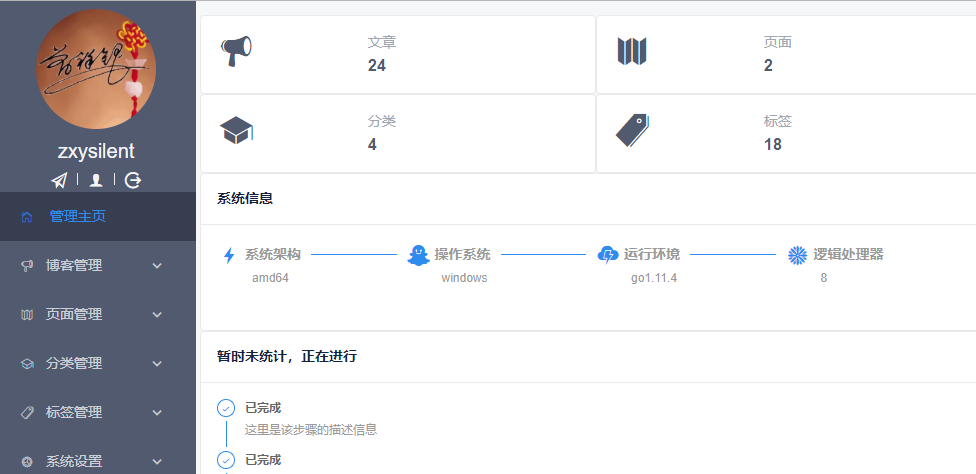 zxysilent
管理主页
博客管理
页面管理
分类管理
标签管理
系统设置
文章
24
页面
2
分类
4
标签
18
系统信息
系统架构
amd64
操作系统
windows
运行环境
go1.11.4
逻辑处理器
8
暂时未统计，正在进行
已完成
这里是该步骤的描述信息
已完成